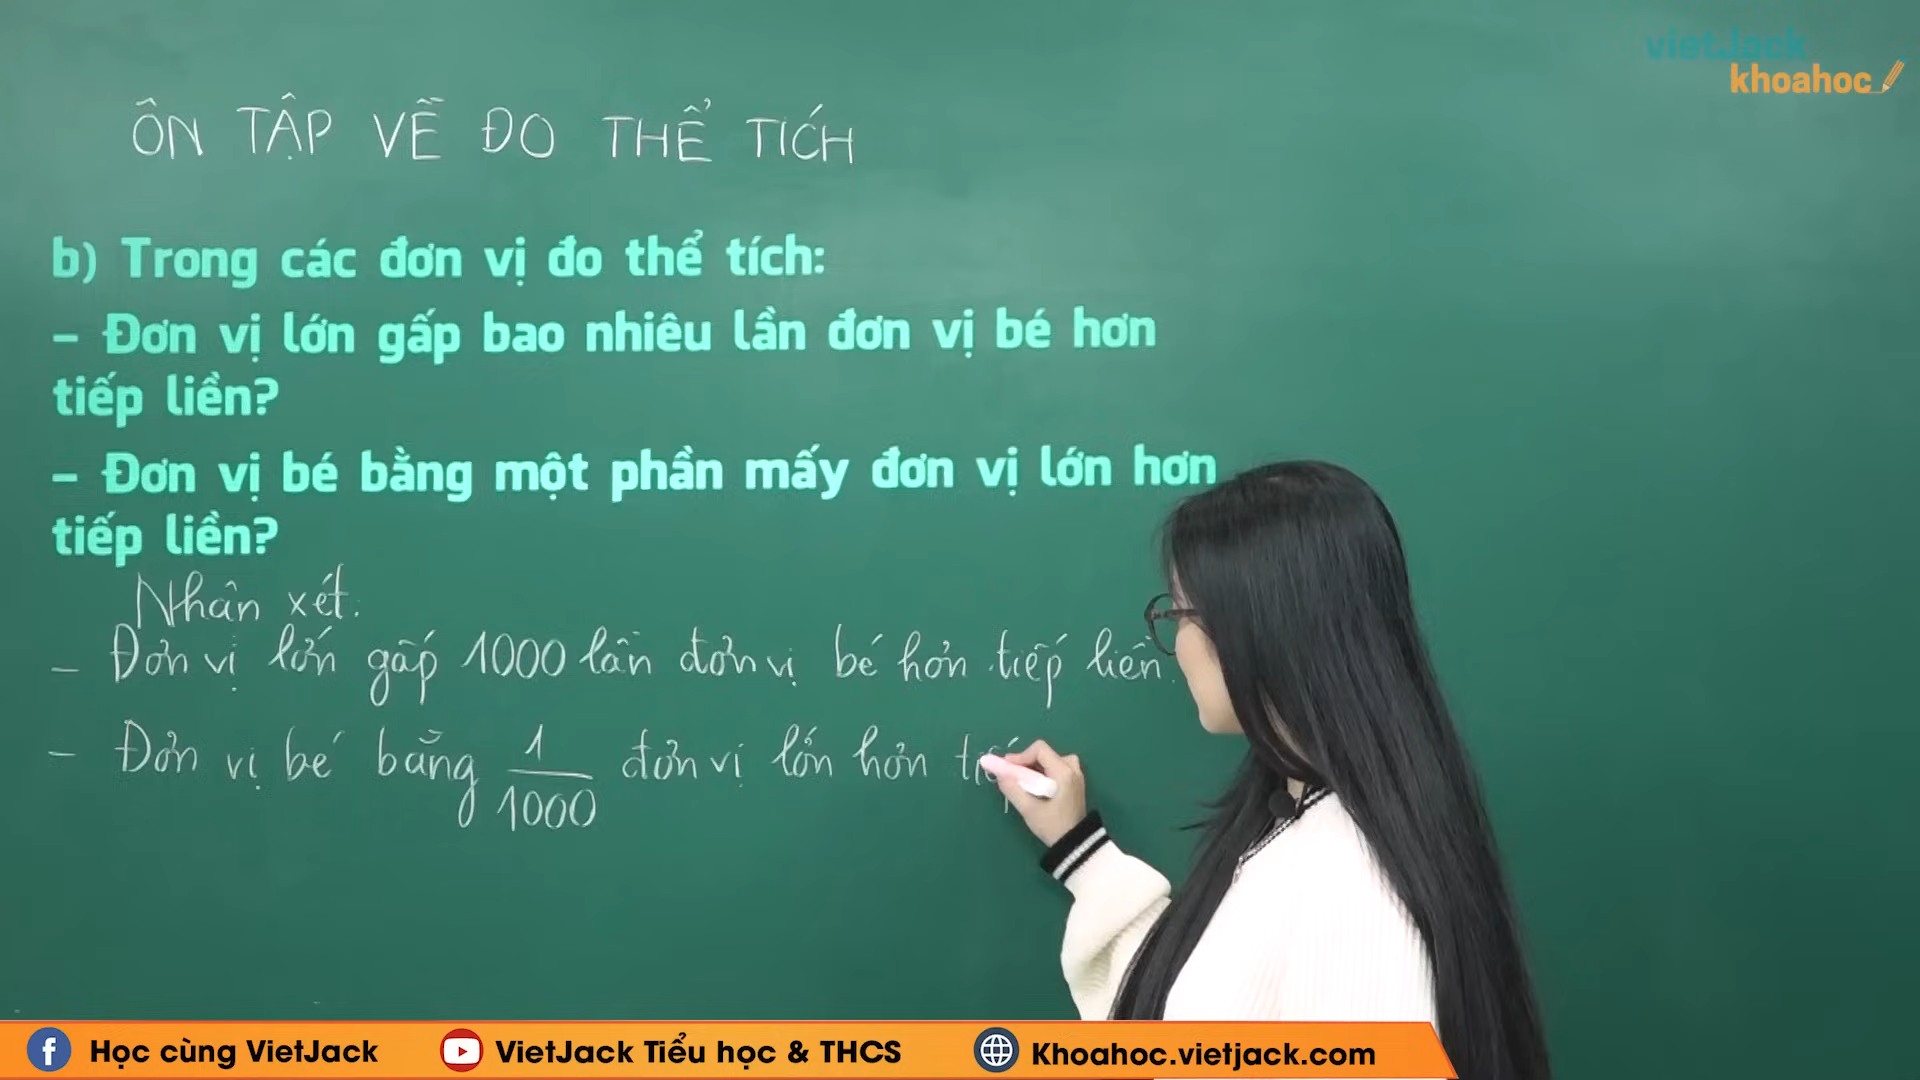 vietJack
khoahoc
ÔN TẬP VỀ ĐO THỂ TÍCH
b) Trong các đơn vị đo thể tích:
– Đơn vị lớn gấp bao nhiêu lần đơn vị bé hơn
tiếp liền?
– Đơn vị bé bằng một phần mấy đơn vị lớn hơn
tiếp liền?
Nhận xét:
– Đơn vị lớn gấp 1000 lần đơn vị bé hơn tiếp liền.
– Đơn vị bé bằng 1/1000 đơn vị lớn hơn
Học cùng VietJack
VietJack Tiểu học & THCS
Khoahoc.vietjack.com